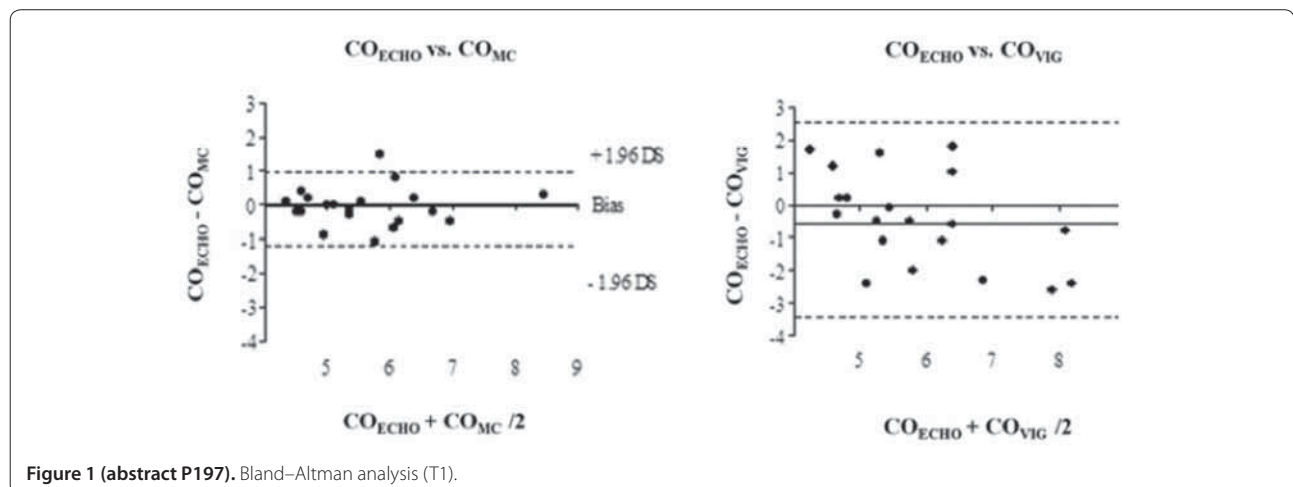 CO_ECHO vs. CO_MC
3
2
1
0
-1
-2
-3
-4
CO_ECHO - CO_MC
+1.96 DS
Bias
- 1.96 DS
5 6 7 8 9
CO_ECHO + CO_MC /2
CO_ECHO vs. CO_VIG
3
2
1
0
-1
-2
-3
-4
CO_ECHO - CO_VIG
5 6 7 8
CO_ECHO + CO_VIG /2
Figure 1 (abstract P197). Bland–Altman analysis (T1).